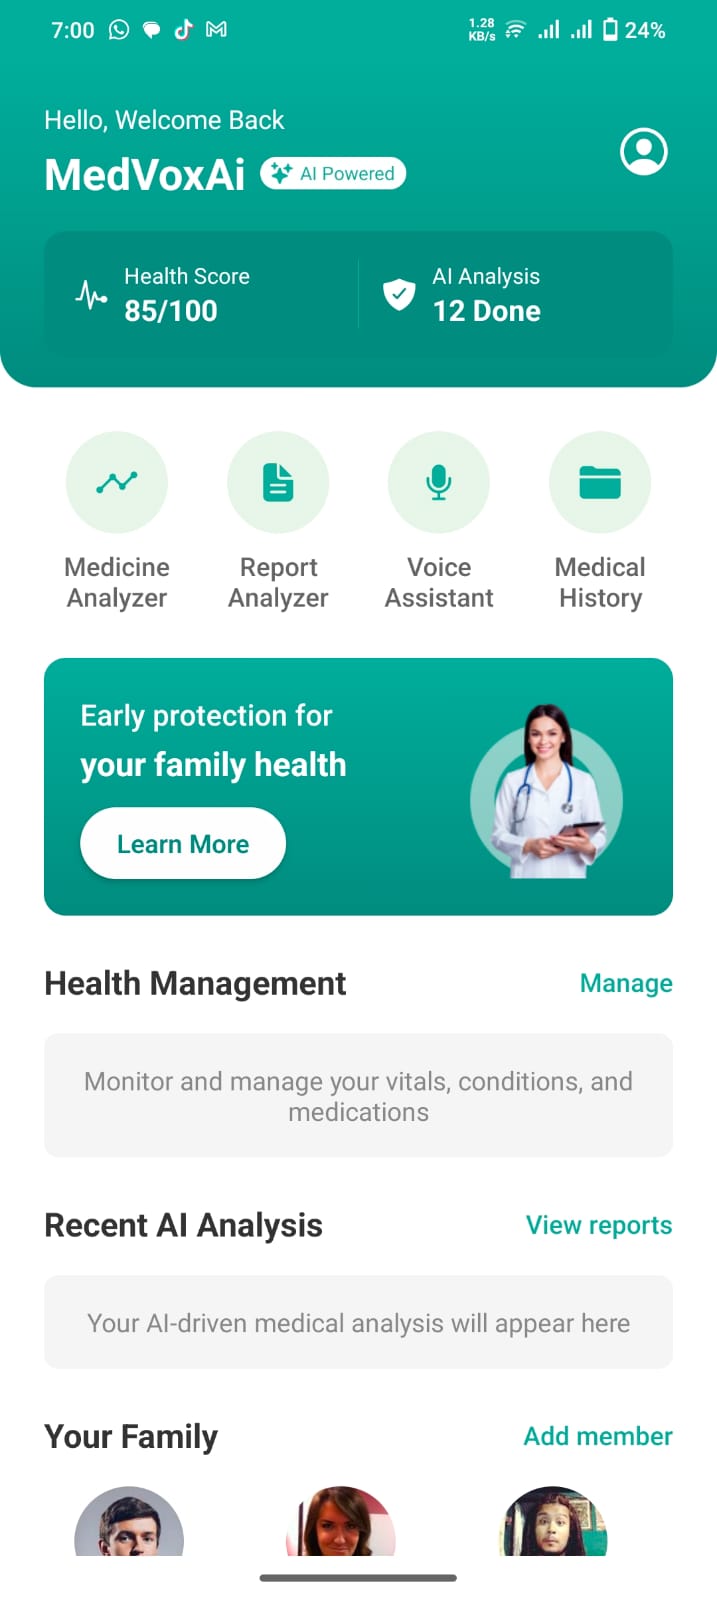 7:00
1.28
KB/s
24%
Hello, Welcome Back
MedVoxAi
AI Powered
Health Score
85/100
AI Analysis
12 Done
Medicine
Analyzer
Report
Analyzer
Voice
Assistant
Medical
History
Early protection for
your family health
Learn More
Health Management
Manage
Monitor and manage your vitals, conditions, and
medications
Recent AI Analysis
View reports
Your AI-driven medical analysis will appear here
Your Family
Add member